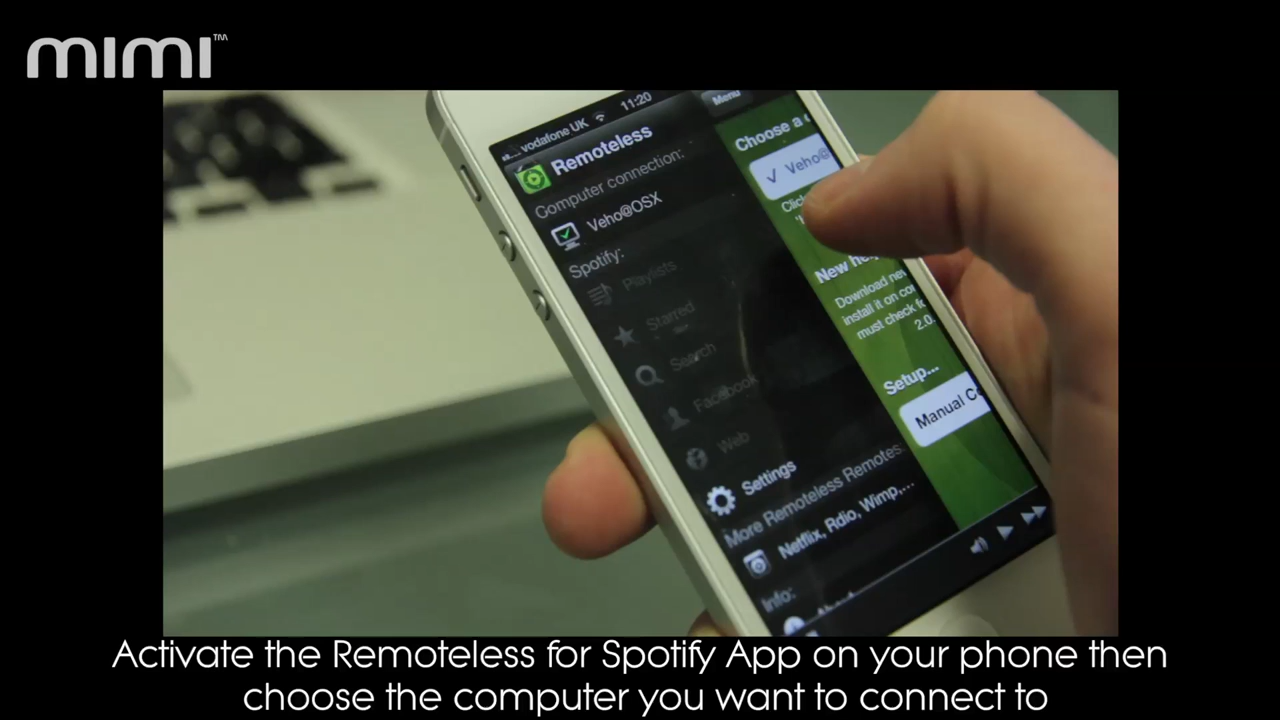 mimi™
vodafone UK
11:20
Menu
Remoteless
Computer connection:
Veho@OSX
Spotify:
Playlists
Starred
Search
Facebook
Web
Settings
More Remoteless Remotes:
Netflix, Rdio, Wimp,...
Info:
Choose a
✓ Veho@
New
Download
install it on
must check
2.0.
Setup...
Manual
Activate the Remoteless for Spotify App on your phone then
choose the computer you want to connect to